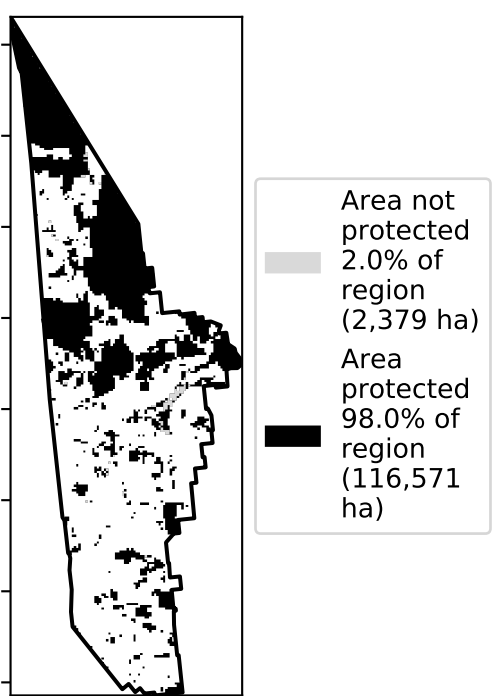 Area not
protected
2.0% of
region
(2,379 ha)
Area
protected
98.0% of
region
(116,571
ha)